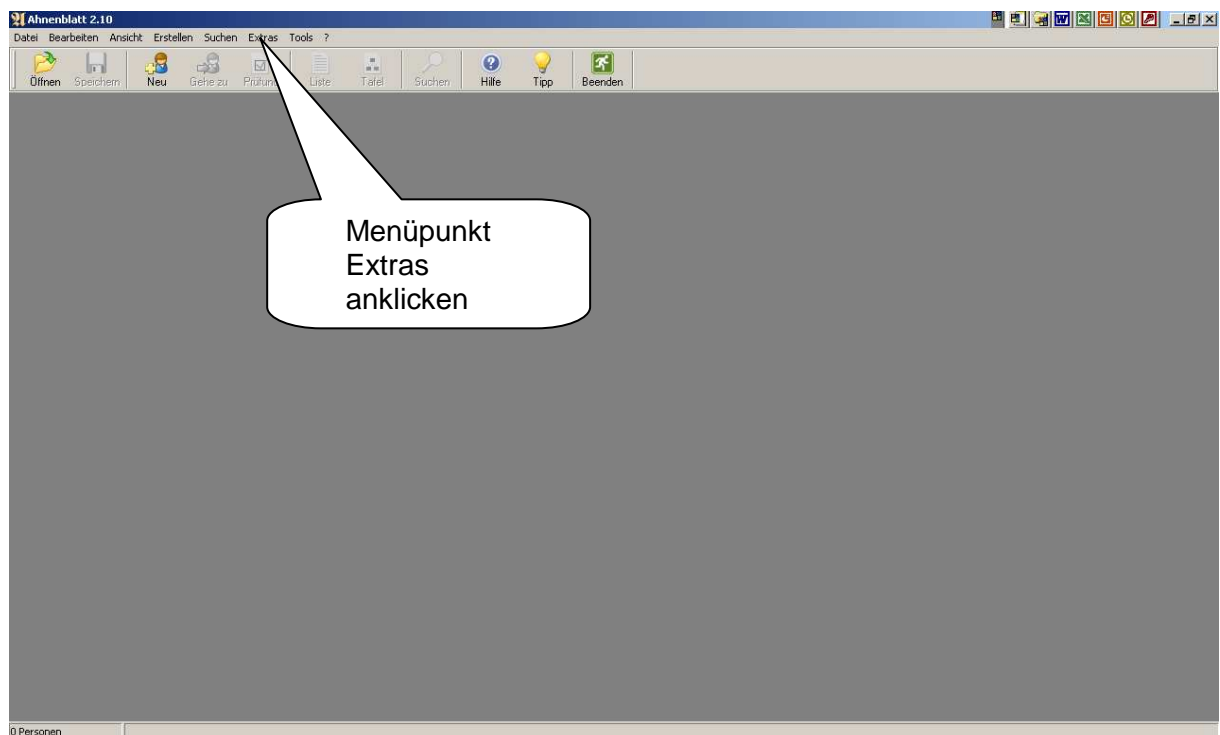 Ahnenblatt 2.10
Datei Bearbeiten Ansicht Erstellen Suchen Extras Tools ?
Öffnen Speichern Neu Gehe zu Prüfung Liste Tafel Suchen Hilfe Tipp Beenden
Menüpunkt
Extras
anklicken
0 Personen